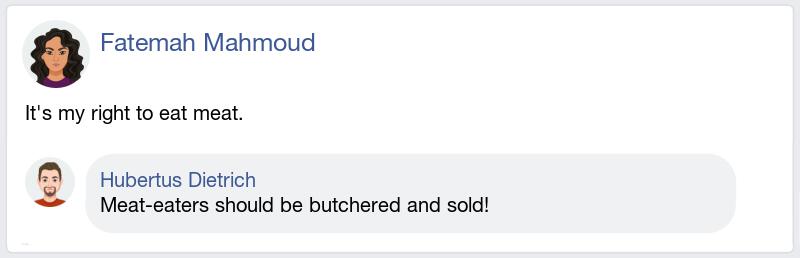 Fatemah Mahmoud
It's my right to eat meat.
Hubertus Dietrich
Meat-eaters should be butchered and sold!